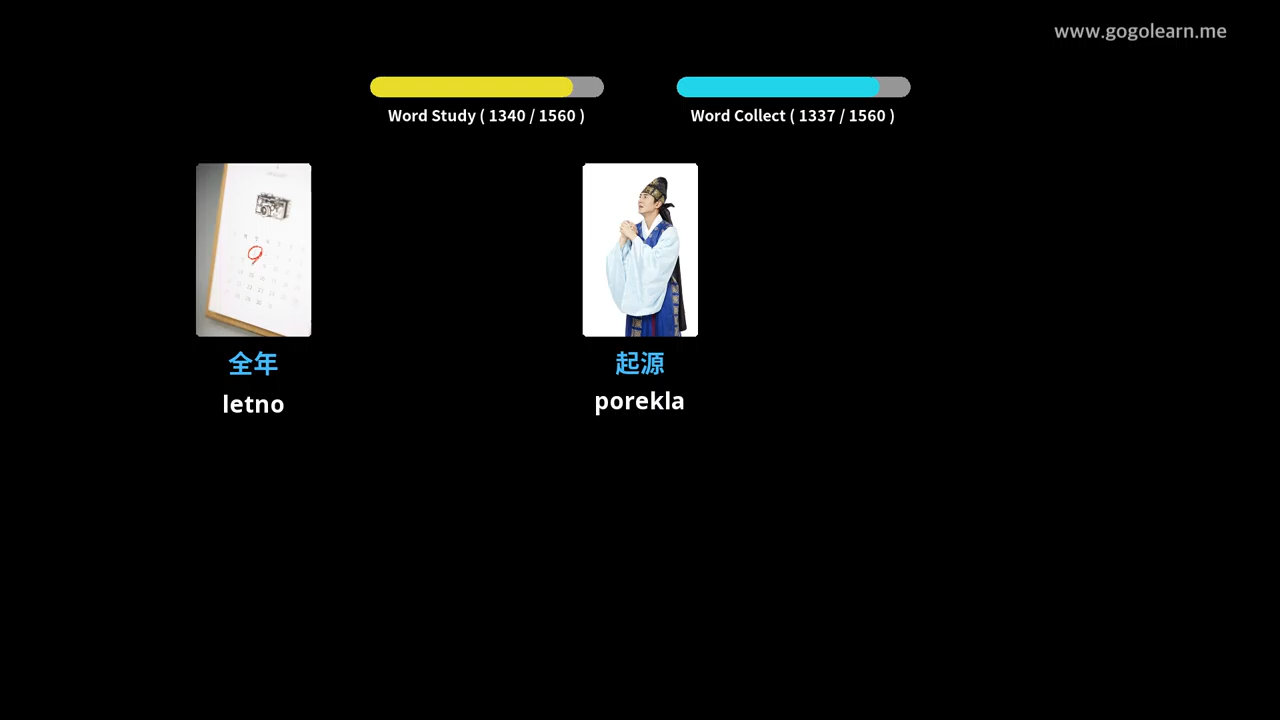 www.gogolearn.me
Word Study ( 1340 / 1560 )
Word Collect ( 1337 / 1560 )
全年
letno
起源
porekla